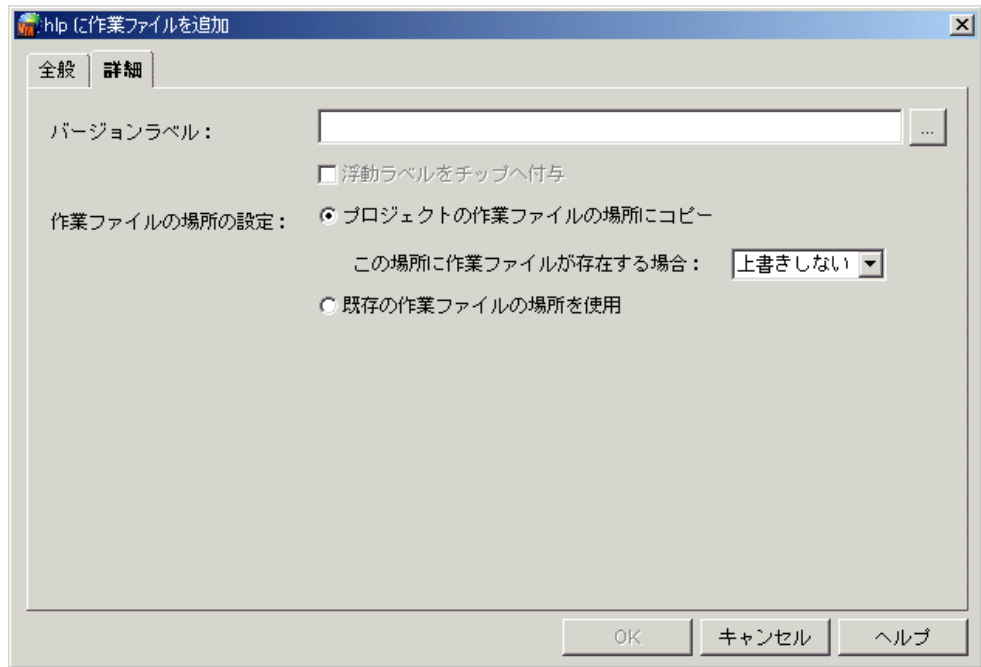 hlp に作業ファイルを追加
全般 詳細
バージョンラベル：
...
浮動ラベルをチップへ付与
作業ファイルの場所の設定： プロジェクトの作業ファイルの場所にコピー
この場所に作業ファイルが存在する場合： 上書きしない
既存の作業ファイルの場所を使用
OK キャンセル ヘルプ